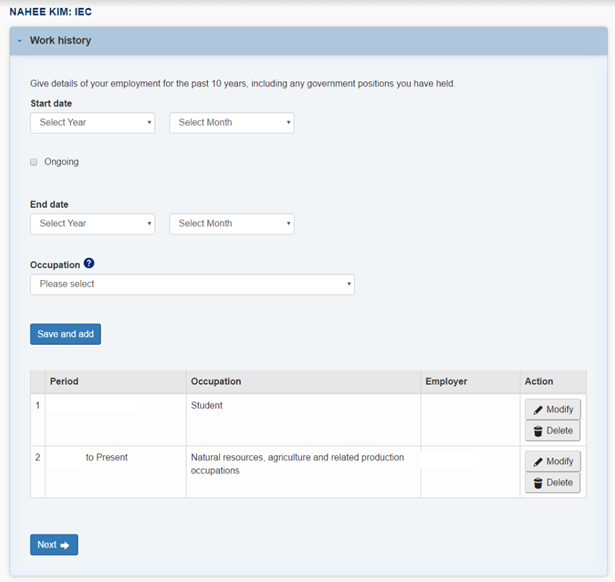 NAHEE KIM: IEC
Work history
Give details of your employment for the past 10 years, including any government positions you have held.
Start date
Select Year Select Month
Ongoing
End date
Select Year Select Month
Occupation ?
Please select
Save and add
Period Occupation Employer Action
1 Student Modify
Delete
2 to Present Natural resources, agriculture and related production Modify
occupations
Delete
Next